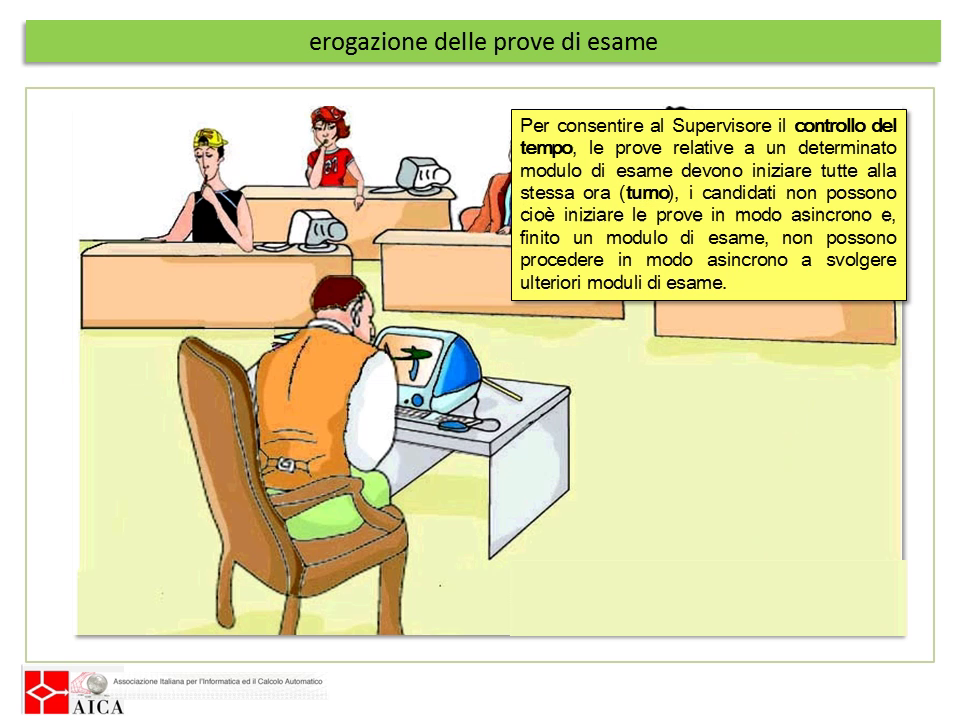 erogazione delle prove di esame
Per consentire al Supervisore il controllo del
tempo, le prove relative a un determinato
modulo di esame devono iniziare tutte alla
stessa ora (turno), i candidati non possono
cioè iniziare le prove in modo asincrono e,
finito un modulo di esame, non possono
procedere in modo asincrono a svolgere
ulteriori moduli di esame.
Associazione Italiana per l'Informatica ed il Calcolo Automatico
AICA